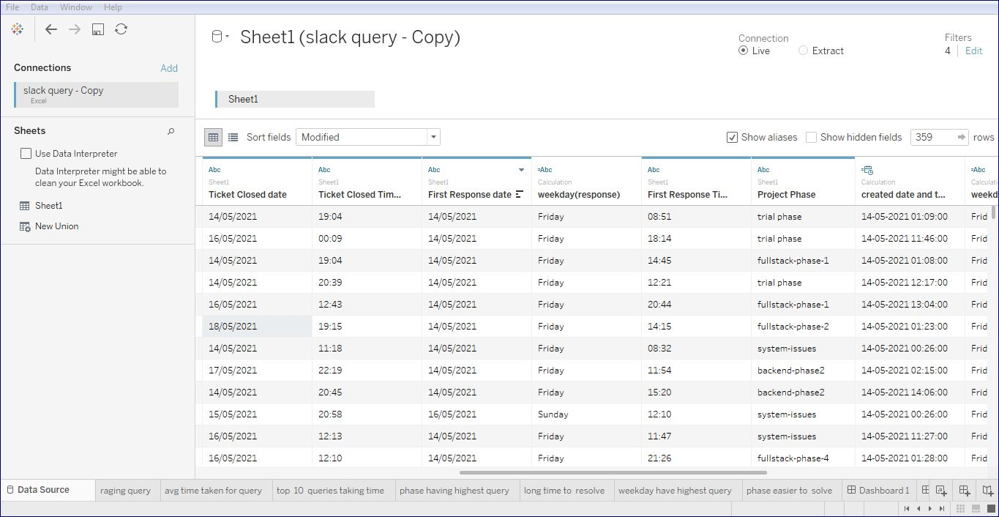 File Data Window Help
Sheet1 (slack query - Copy)
Connection
Live Extract
Filters
4 Edit
Connections Add
slack query - Copy
Excel
Sheet1
Sheets
Use Data Interpreter
Data Interpreter might be able to
clean your Excel workbook.
Sheet1
New Union
Sort fields Modified Show aliases Show hidden fields 359 rows
Abc Abc Abc =Abc Abc Abc =Abc
Sheet1 Sheet1 Sheet1 Calculation Sheet1 Sheet1 Calculation Calculati
Ticket Closed date Ticket Closed Tim... First Response date weekday(response) First Response Ti... Project Phase created date and t... weekd
14/05/2021 19:04 14/05/2021 Friday 08:51 trial phase 14-05-2021 01:09:00 Frid
16/05/2021 00:09 14/05/2021 Friday 18:14 trial phase 14-05-2021 11:46:00 Frid
14/05/2021 19:04 14/05/2021 Friday 14:45 fullstack-phase-1 14-05-2021 01:08:00 Frid
14/05/2021 20:39 14/05/2021 Friday 12:21 trial phase 14-05-2021 12:17:00 Frid
16/05/2021 12:43 14/05/2021 Friday 20:44 fullstack-phase-1 14-05-2021 13:04:00 Frid
18/05/2021 19:15 14/05/2021 Friday 14:15 fullstack-phase-2 14-05-2021 01:23:00 Frid
14/05/2021 11:18 14/05/2021 Friday 08:32 system-issues 14-05-2021 00:26:00 Frid
17/05/2021 22:19 14/05/2021 Friday 11:54 backend-phase2 14-05-2021 02:15:00 Frid
14/05/2021 20:45 14/05/2021 Friday 15:20 backend-phase2 14-05-2021 14:06:00 Frid
15/05/2021 20:58 16/05/2021 Sunday 12:10 system-issues 14-05-2021 00:26:00 Frid
16/05/2021 12:13 14/05/2021 Friday 11:47 system-issues 14-05-2021 11:27:00 Frid
16/05/2021 12:10 14/05/2021 Friday 21:26 fullstack-phase-4 14-05-2021 01:28:00 Frid
Data Source raging query avg time taken for query top 10 queries taking time phase having highest query long time to resolve weekday have highest query phase easier to solve Dashboard 1